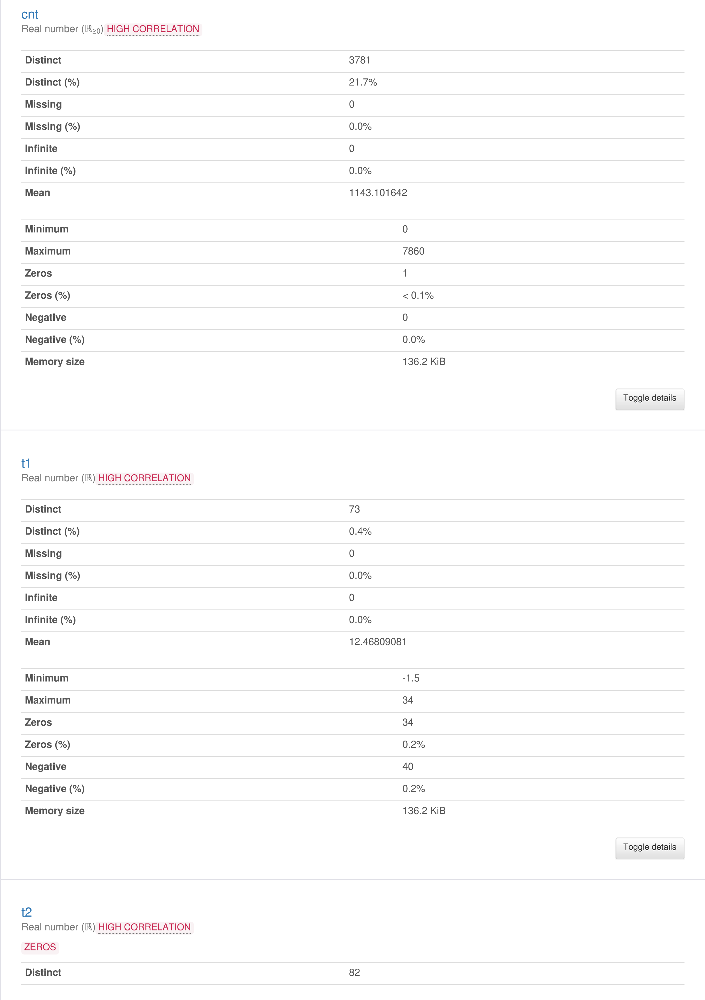 cnt
Real number (ℝ≥0) HIGH CORRELATION
Distinct 3781
Distinct (%) 21.7%
Missing 0
Missing (%) 0.0%
Infinite 0
Infinite (%) 0.0%
Mean 1143.101642
Minimum 0
Maximum 7860
Zeros 1
Zeros (%) < 0.1%
Negative 0
Negative (%) 0.0%
Memory size 136.2 KiB
Toggle details
t1
Real number (ℝ) HIGH CORRELATION
Distinct 73
Distinct (%) 0.4%
Missing 0
Missing (%) 0.0%
Infinite 0
Infinite (%) 0.0%
Mean 12.46809081
Minimum -1.5
Maximum 34
Zeros 34
Zeros (%) 0.2%
Negative 40
Negative (%) 0.2%
Memory size 136.2 KiB
Toggle details
t2
Real number (ℝ) HIGH CORRELATION
ZEROS
Distinct 82